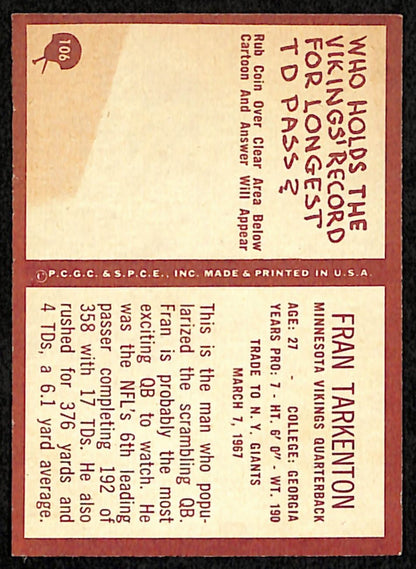 106
WHO HOLDS THE
VIKINGS' RECORD
FOR LONGEST
TD PASS?
Rub Coin Over Clear Area Below
Cartoon And Answer Will Appear
©P.C.G.C. & S.P.C.E., INC. MADE & PRINTED IN U.S.A.
FRAN TARKENTON
MINNESOTA VIKINGS QUARTERBACK
AGE: 27 - COLLEGE: GEORGIA
YEARS PRO: 7 - HT. 6' 0" - WT. 190
TRADE TO N.Y. GIANTS
MARCH 7, 1967
This is the man who popu-
larized the scrambling QB.
Fran is probably the most
exciting QB to watch. He
was the NFL's 6th leading
passer completing 192 of
358 with 17 TDs. He also
rushed for 376 yards and
4 TDs, a 6.1 yard average.